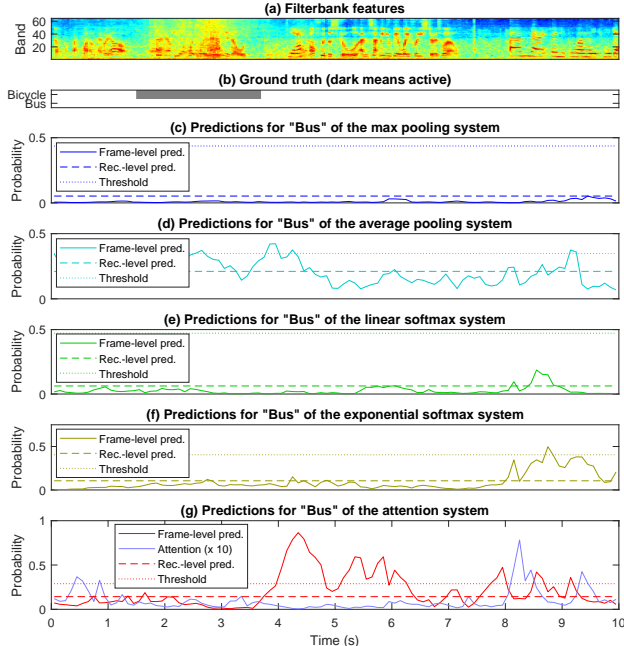 (a) Filterbank features
Band
60
40
20
(b) Ground truth (dark means active)
Bicycle
Bus
(c) Predictions for "Bus" of the max pooling system
Probability
0.5
0
Frame-level pred.
Rec.-level pred.
Threshold
(d) Predictions for "Bus" of the average pooling system
Probability
0.5
0
Frame-level pred.
Rec.-level pred.
Threshold
(e) Predictions for "Bus" of the linear softmax system
Probability
0.5
0
Frame-level pred.
Rec.-level pred.
Threshold
(f) Predictions for "Bus" of the exponential softmax system
Probability
0.5
0
Frame-level pred.
Rec.-level pred.
Threshold
(g) Predictions for "Bus" of the attention system
Probability
1
0.5
0
Frame-level pred.
Attention (x 10)
Rec.-level pred.
Threshold
0 1 2 3 4 5 6 7 8 9 10
Time (s)